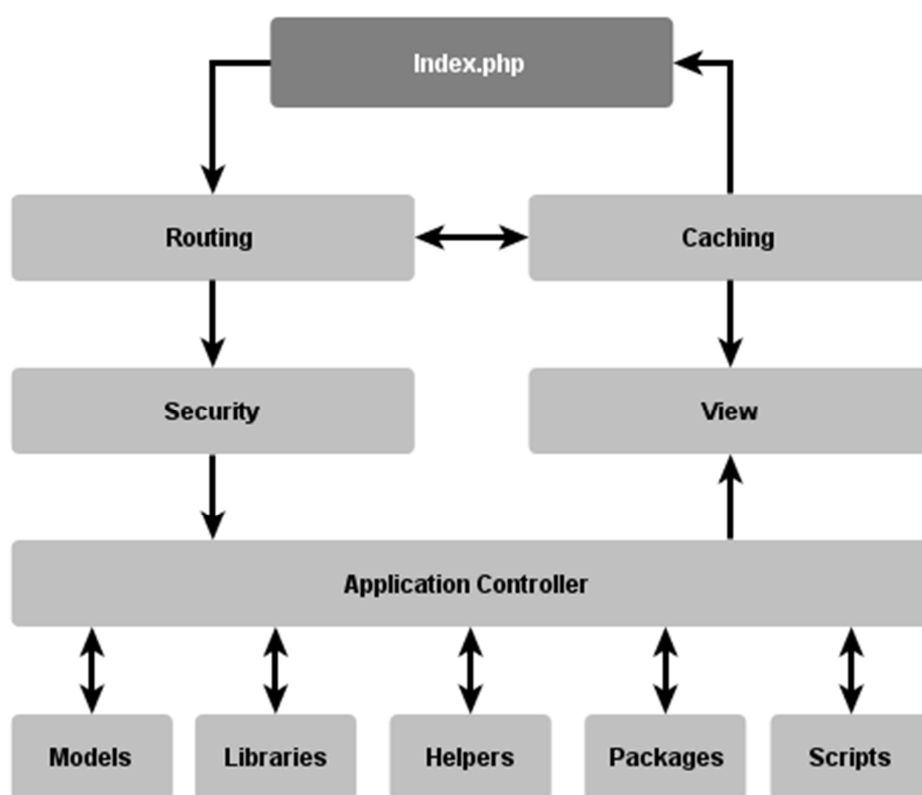 Index.php
Routing
Caching
Security
View
Application Controller
Models
Libraries
Helpers
Packages
Scripts